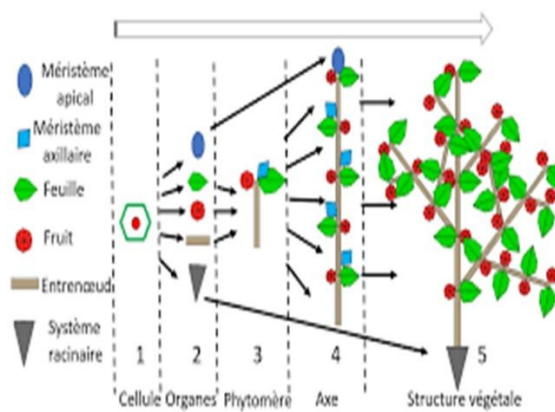 Méristème
apical
Méristème
axillaire
Feuille
Fruit
Entrenœud
Système
racinaire
1 2 3 4 5
Cellule Organes Phytomère Axe Structure végétale